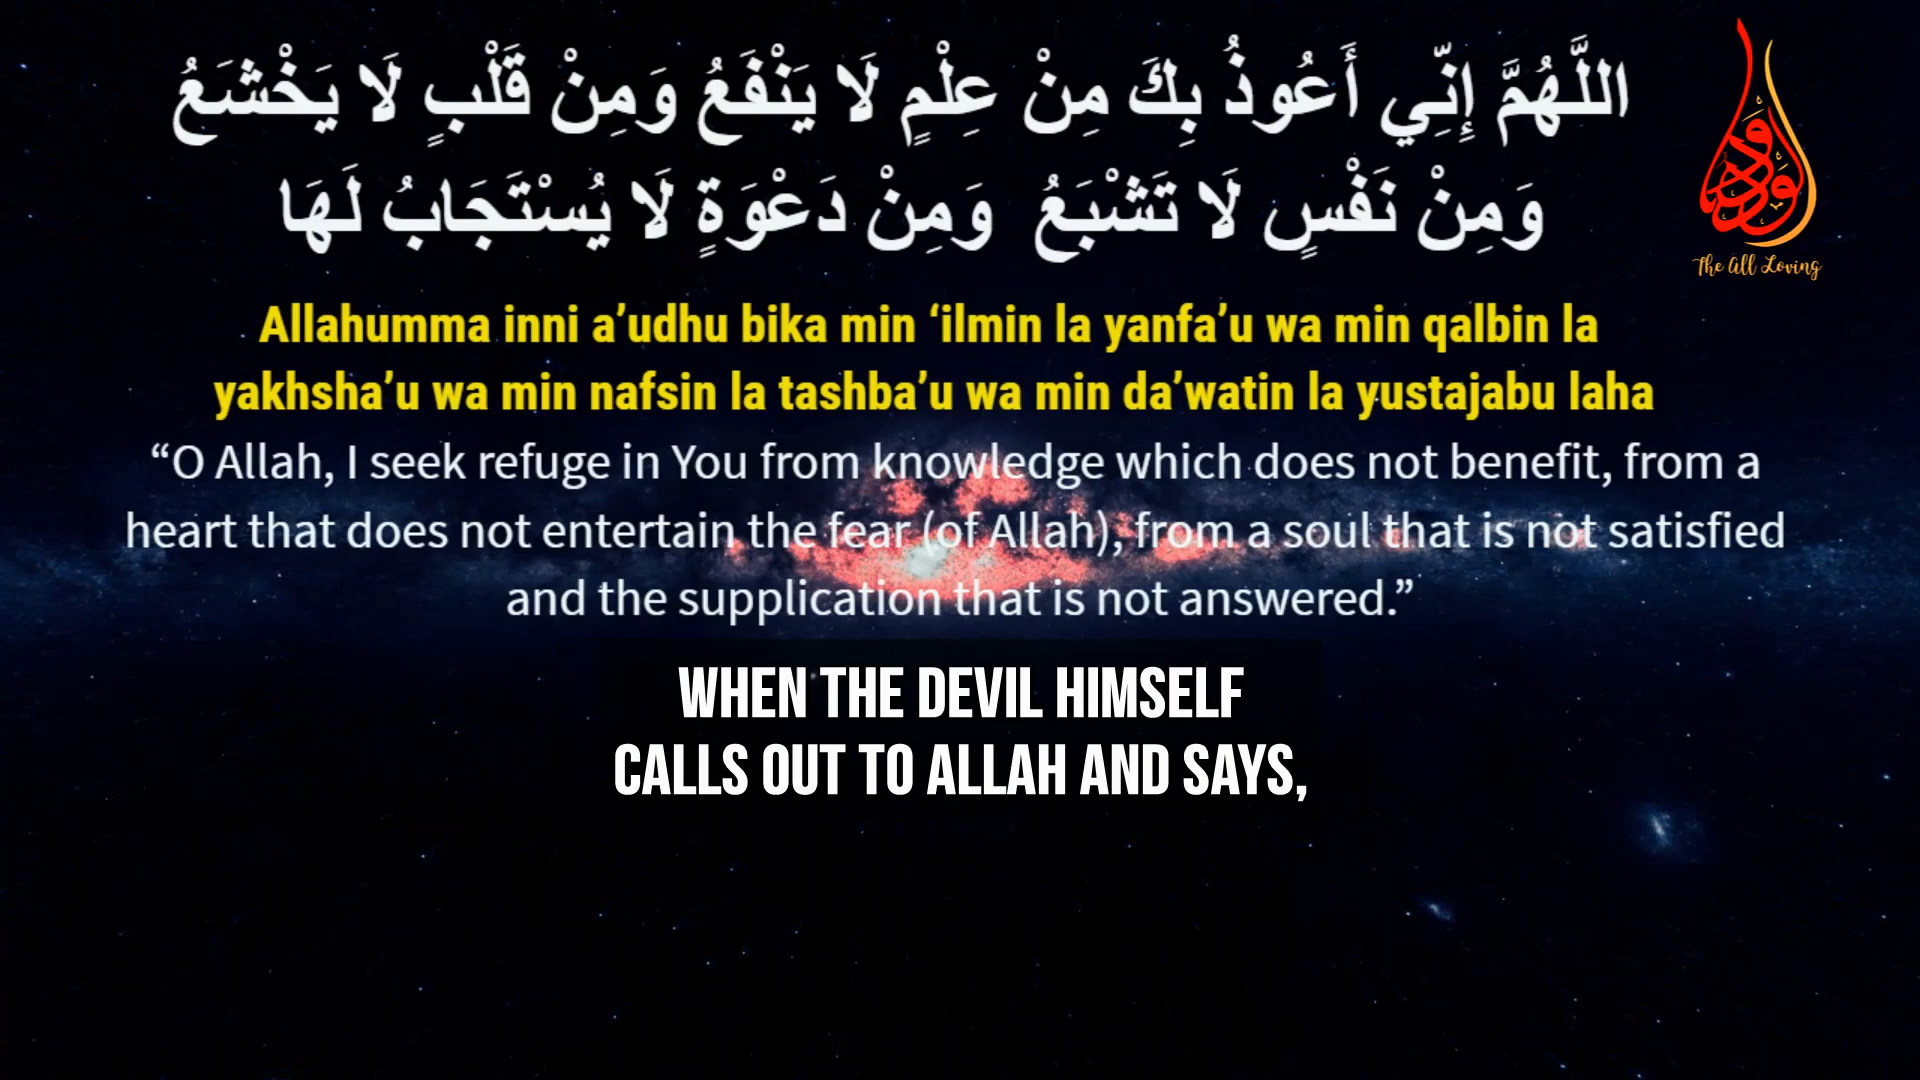 اللَّهُمَّ إِنِّي أَعُوذُ بِكَ مِنْ عِلْمٍ لَا يَنْفَعُ وَمِنْ قَلْبٍ لَا يَخْشَعُ
وَمِنْ نَفْسٍ لَا تَشْبَعُ وَمِنْ دَعْوَةٍ لَا يُسْتَجَابُ لَهَا
The All Loving
Allahumma inni a’udhu bika min ‘ilmin la yanfa’u wa min qalbin la
yakhsha’u wa min nafsin la tashba’u wa min da’watin la yustajabu laha
“O Allah, I seek refuge in You from knowledge which does not benefit, from a
heart that does not entertain the fear (of Allah), from a soul that is not satisfied
and the supplication that is not answered.”
WHEN THE DEVIL HIMSELF
CALLS OUT TO ALLAH AND SAYS,